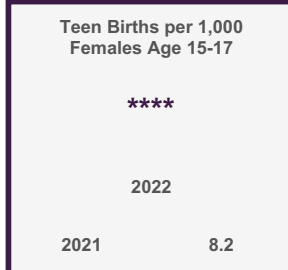 Teen Births per 1,000
Females Age 15-17
****
2022
2021 8.2